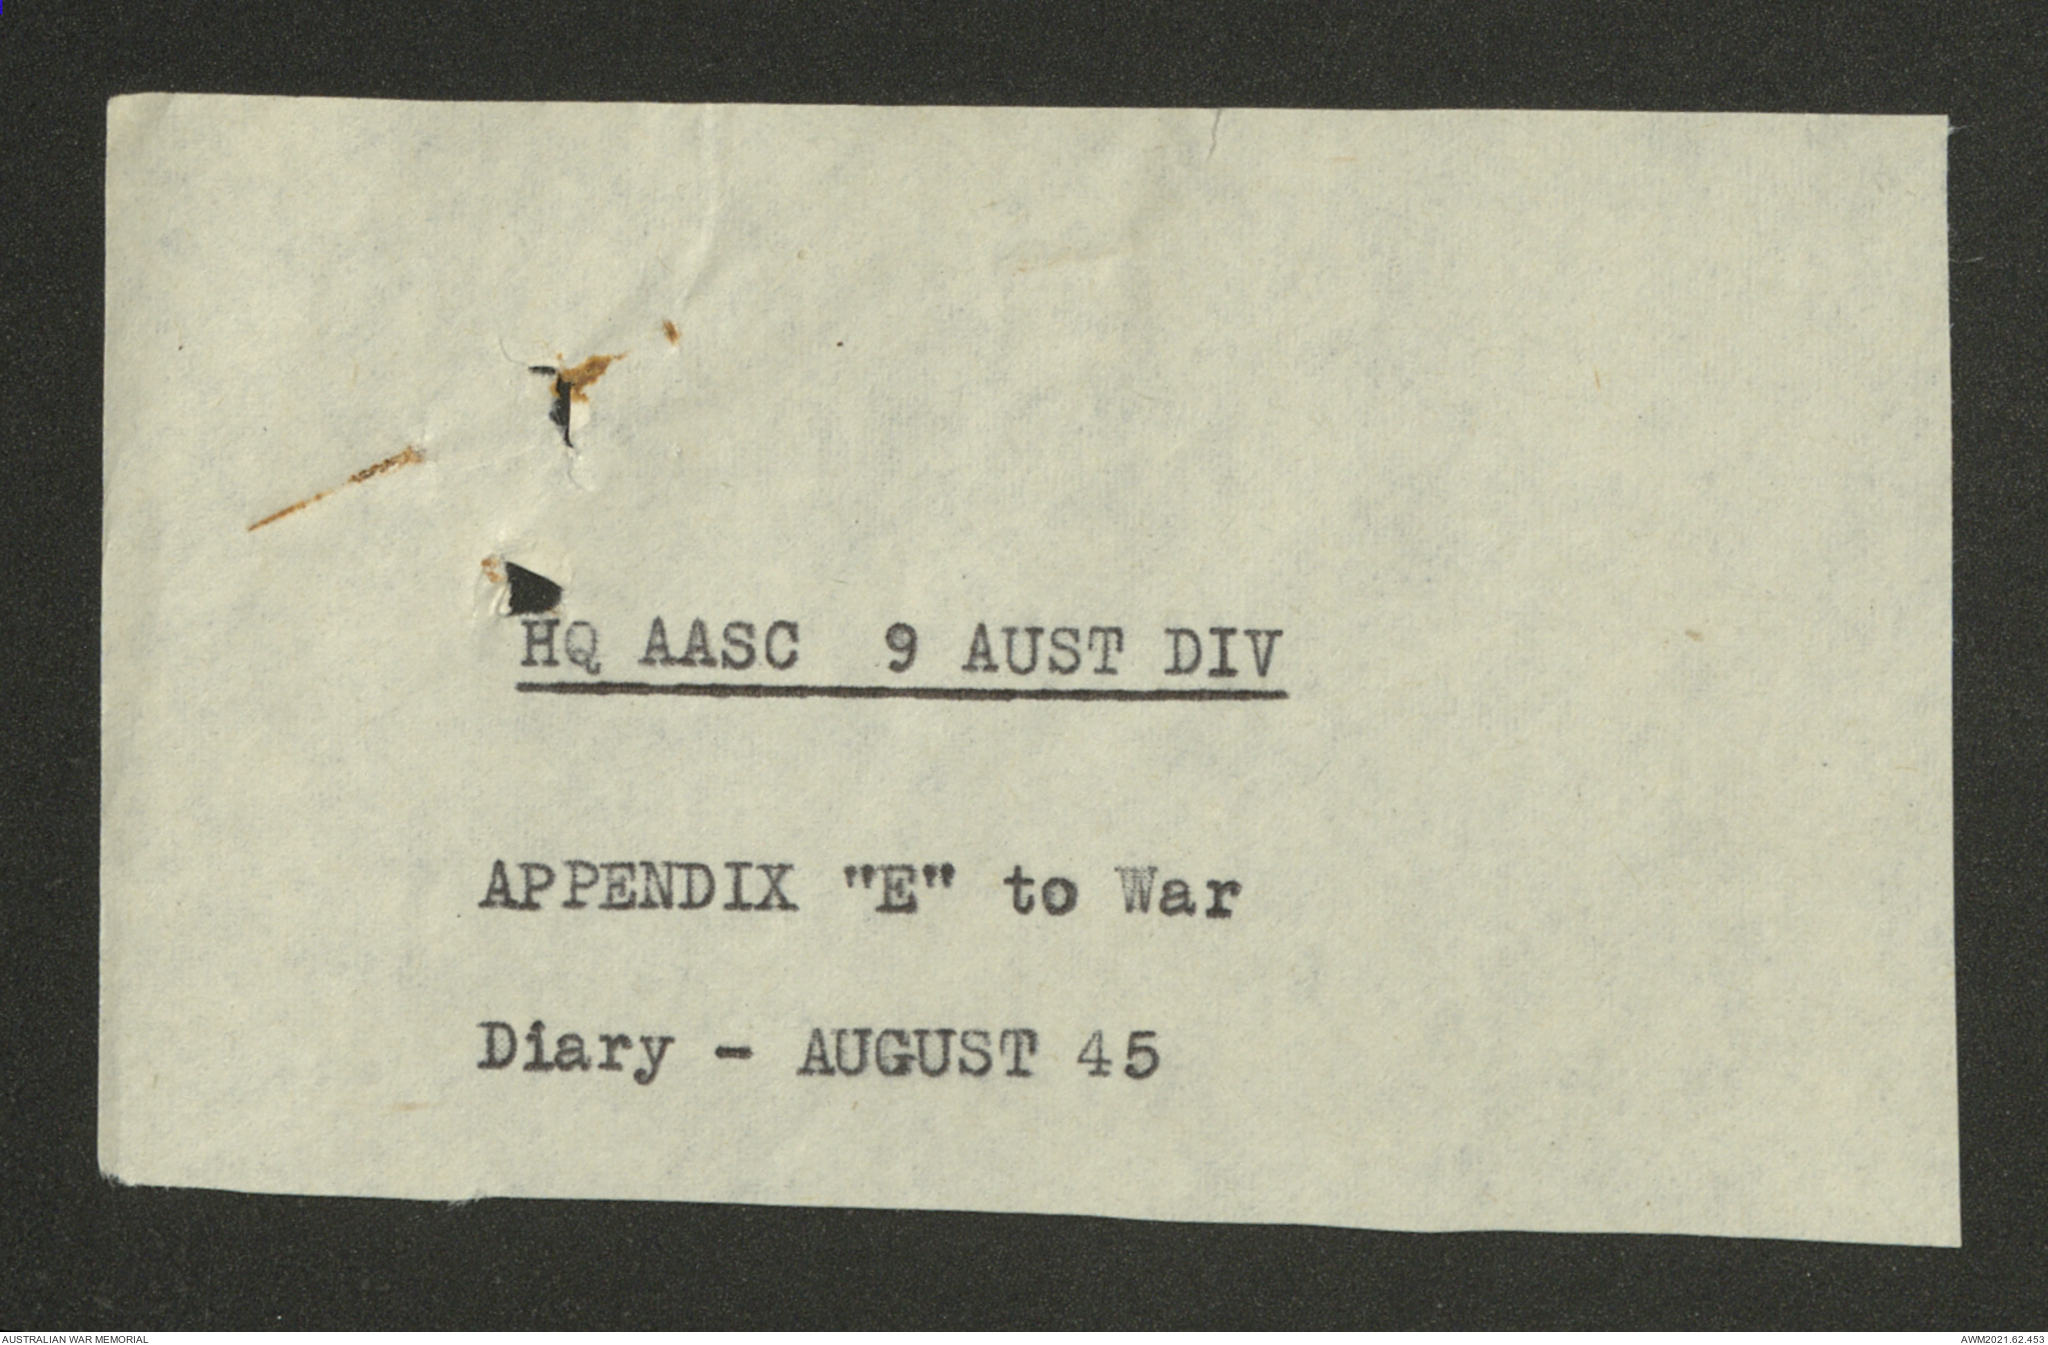 HQ AASC 9 AUST DIV
APPENDIX "E" to War
Diary - AUGUST 45
AUSTRALIAN WAR MEMORIAL
AWM2021.62.453